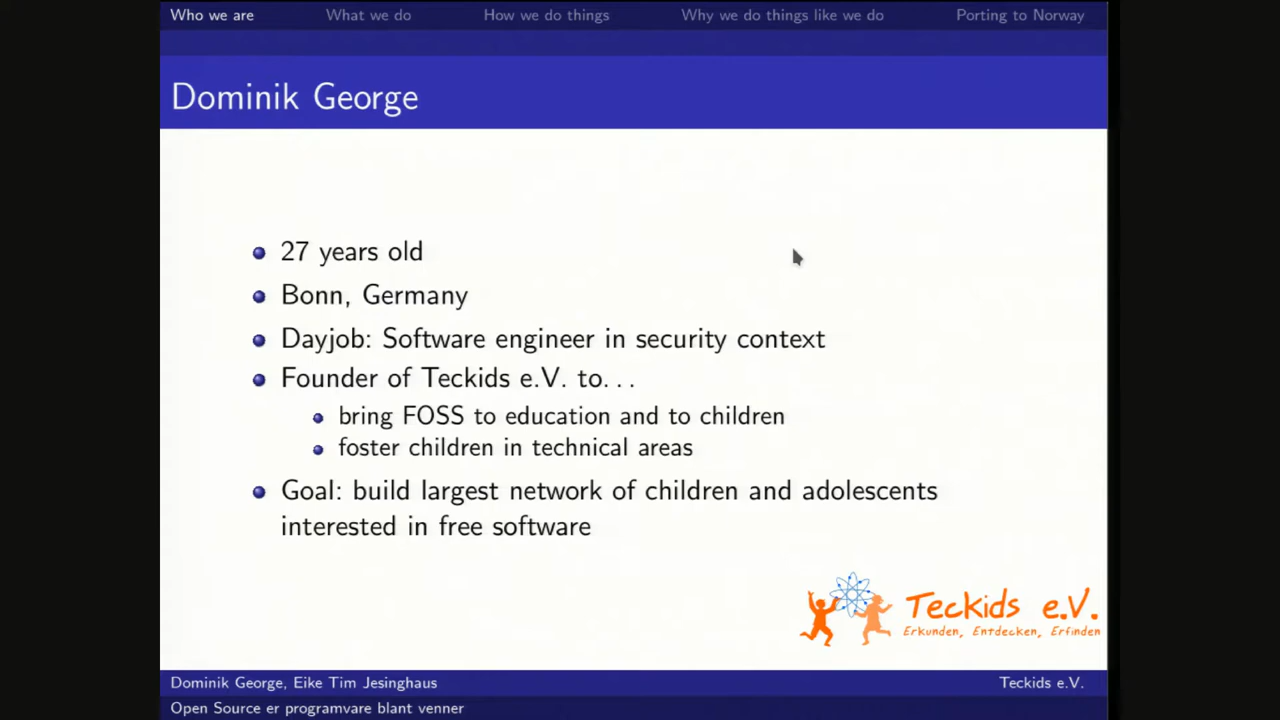 Who we are What we do How we do things Why we do things like we do Porting to Norway
Dominik George
27 years old
Bonn, Germany
Dayjob: Software engineer in security context
Founder of Teckids e.V. to...
bring FOSS to education and to children
foster children in technical areas
Goal: build largest network of children and adolescents
interested in free software
Teckids e.V.
Erkunden, Entdecken, Erfinden
Dominik George, Eike Tim Jesinghaus Teckids e.V.
Open Source er programvare blant venner